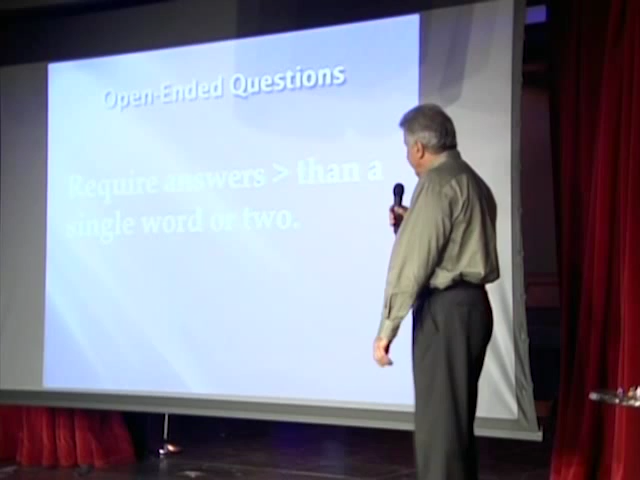 Open-Ended Questions
Require answers > than a
single word or two.